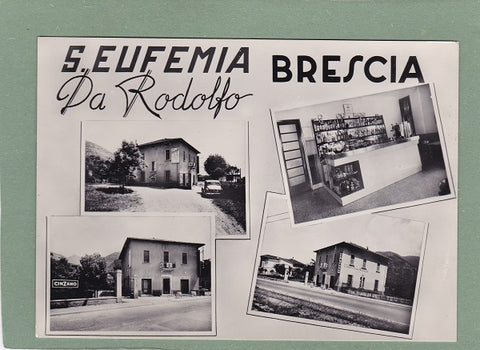 S. EUFEMIA BRESCIA
Da Rodolfo
CINZANO